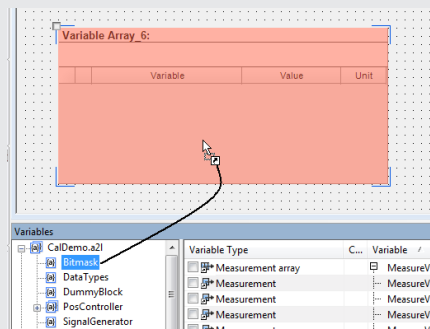 Variable Array_6:
Variable Value Unit
Variables
CalDemo.a2l
Bitmask
DataTypes
DummyBlock
PosController
SignalGenerator
Variable Type C... Variable
Measurement array MeasureV
Measurement MeasureV
Measurement MeasureV
Measurement MeasureV